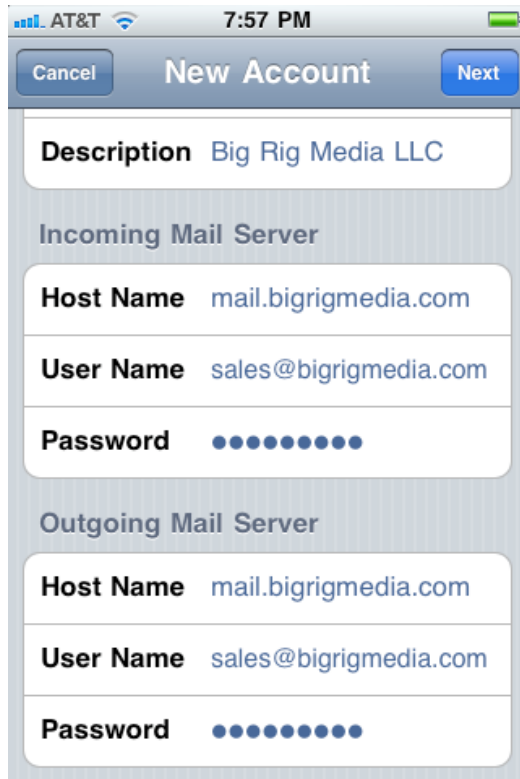 AT&T 7:57 PM
Cancel New Account Next
Description Big Rig Media LLC
Incoming Mail Server
Host Name mail.bigrigmedia.com
User Name sales@bigrigmedia.com
Password ●●●●●●●●●
Outgoing Mail Server
Host Name mail.bigrigmedia.com
User Name sales@bigrigmedia.com
Password ●●●●●●●●●